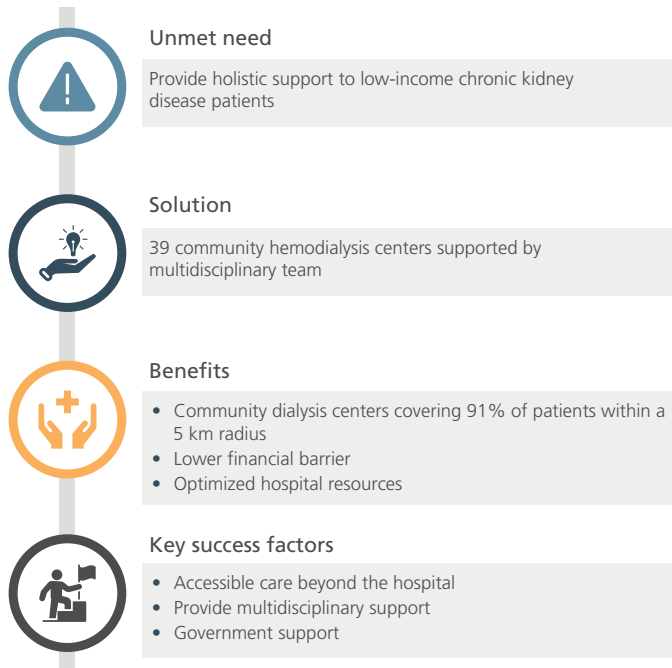 Unmet need
Provide holistic support to low-income chronic kidney
disease patients
Solution
39 community hemodialysis centers supported by
multidisciplinary team
Benefits
• Community dialysis centers covering 91% of patients within a
5 km radius
• Lower financial barrier
• Optimized hospital resources
Key success factors
• Accessible care beyond the hospital
• Provide multidisciplinary support
• Government support